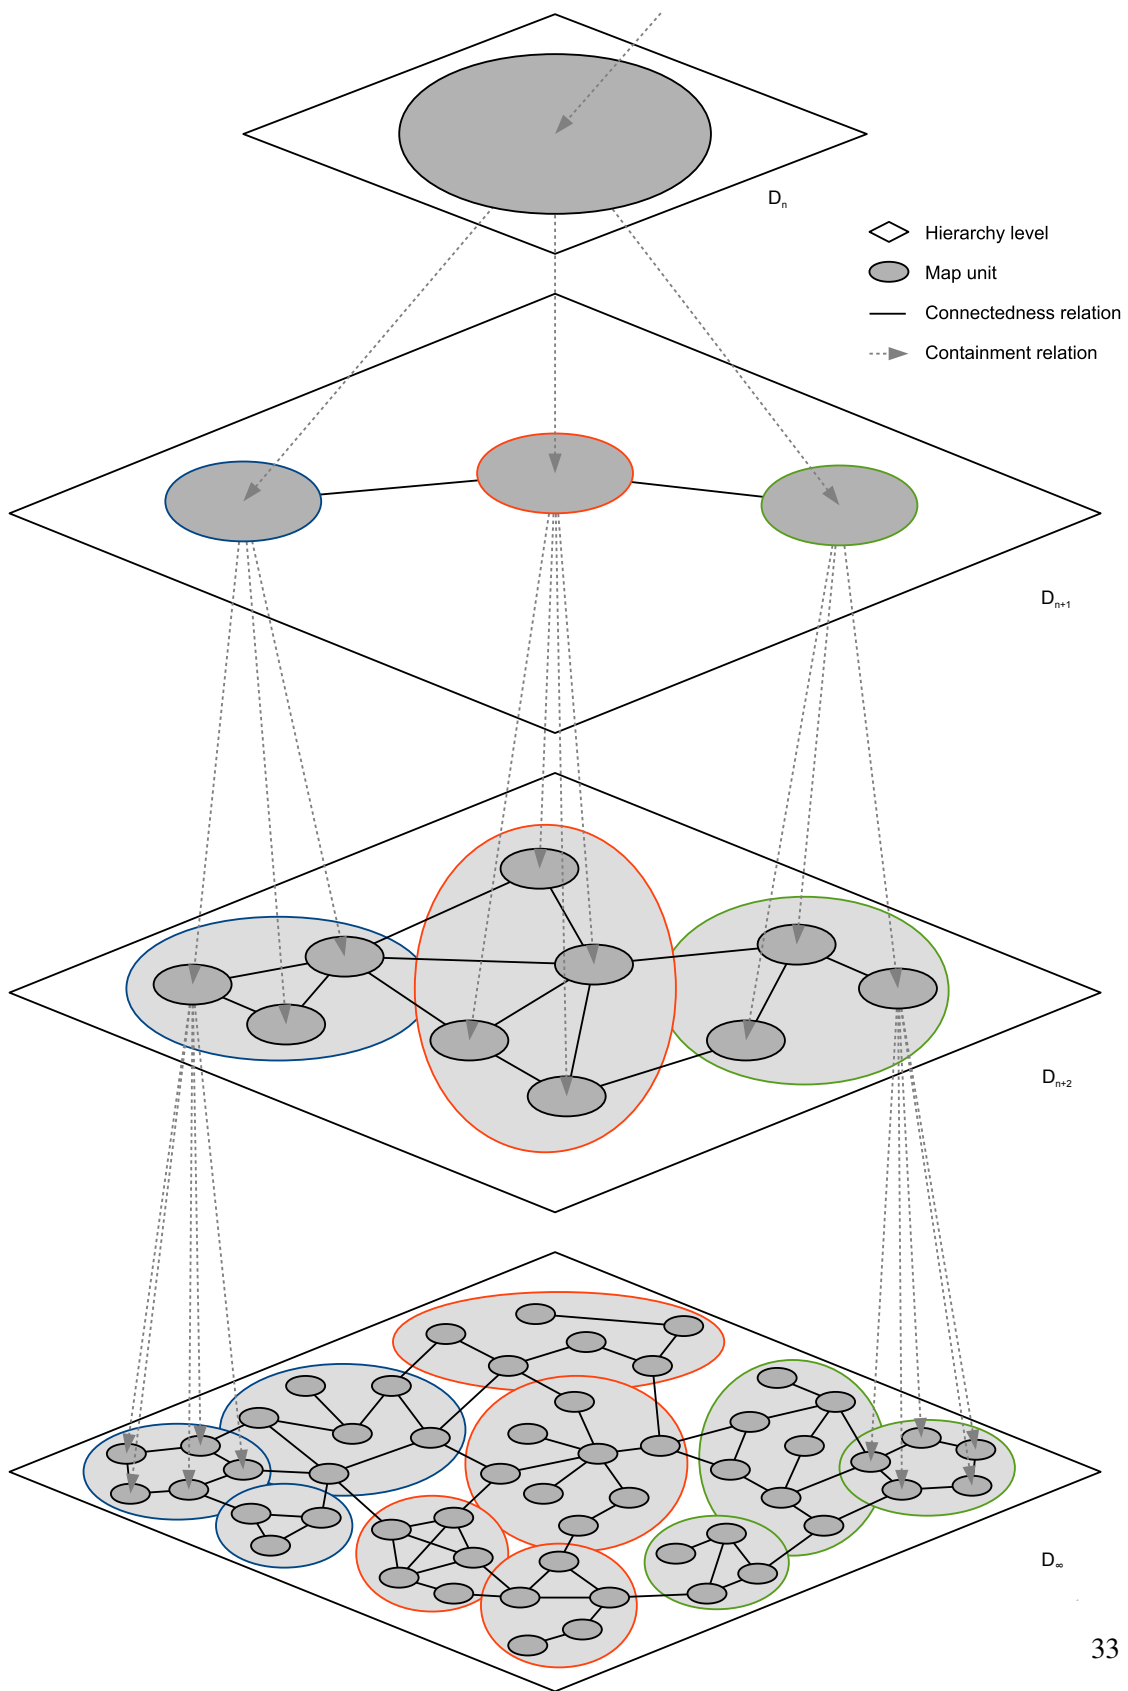 Dn
Hierarchy level
Map unit
Connectedness relation
Containment relation
Dn+1
Dn+2
D∞
33